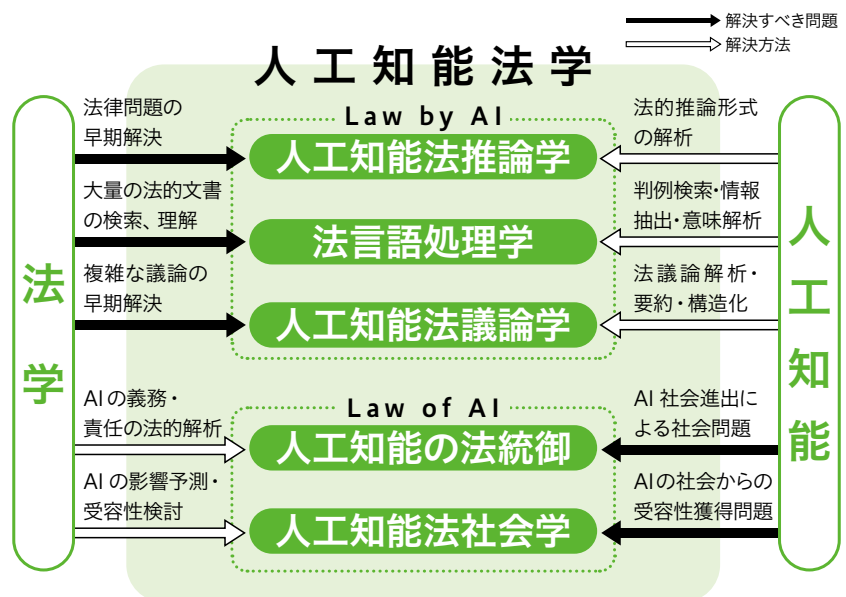 解決すべき問題
解決方法
人工知能法学
法学
人工知能
Law by AI
法律問題の
早期解決
人工知能法推論学
法的推論形式
の解析
大量の法的文書
の検索、理解
法言語処理学
判例検索・情報
抽出・意味解析
複雑な議論の
早期解決
人工知能法議論学
法議論解析・
要約・構造化
Law of AI
AIの義務・
責任の法的解析
人工知能の法統御
AI社会進出に
よる社会問題
AIの影響予測・
受容性検討
人工知能法社会学
AIの社会からの
受容性獲得問題